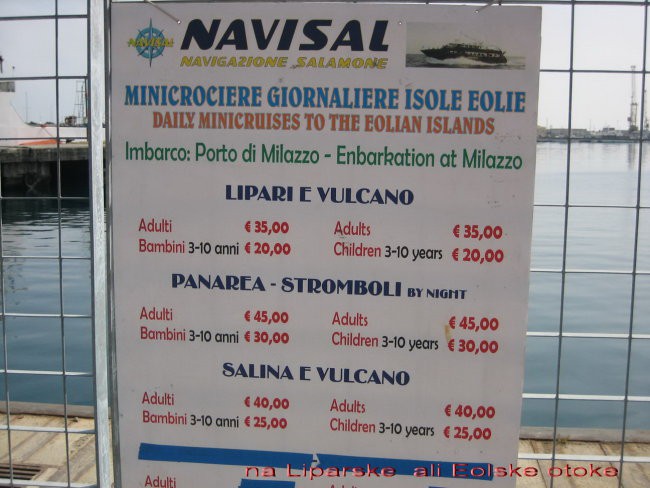 NAVISAL
NAVISAL
NAVIGAZIONE SALAMONE
MINICROCIERE GIORNALIERE ISOLE EOLIE
DAILY MINICRUISES TO THE EOLIAN ISLANDS
Imbarco: Porto di Milazzo - Enbarkation at Milazzo
LIPARI E VULCANO
Adulti € 35,00 Adults € 35,00
Bambini 3-10 anni € 20,00 Children 3-10 years € 20,00
PANAREA - STROMBOLI BY NIGHT
Adulti € 45,00 Adults € 45,00
Bambini 3-10 anni € 30,00 Children 3-10 years € 30,00
SALINA E VULCANO
Adulti € 40,00 Adults € 40,00
Bambini 3-10 anni € 25,00 Children 3-10 years € 25,00
na Liparske ali Eolske otoke
Adulti Adults